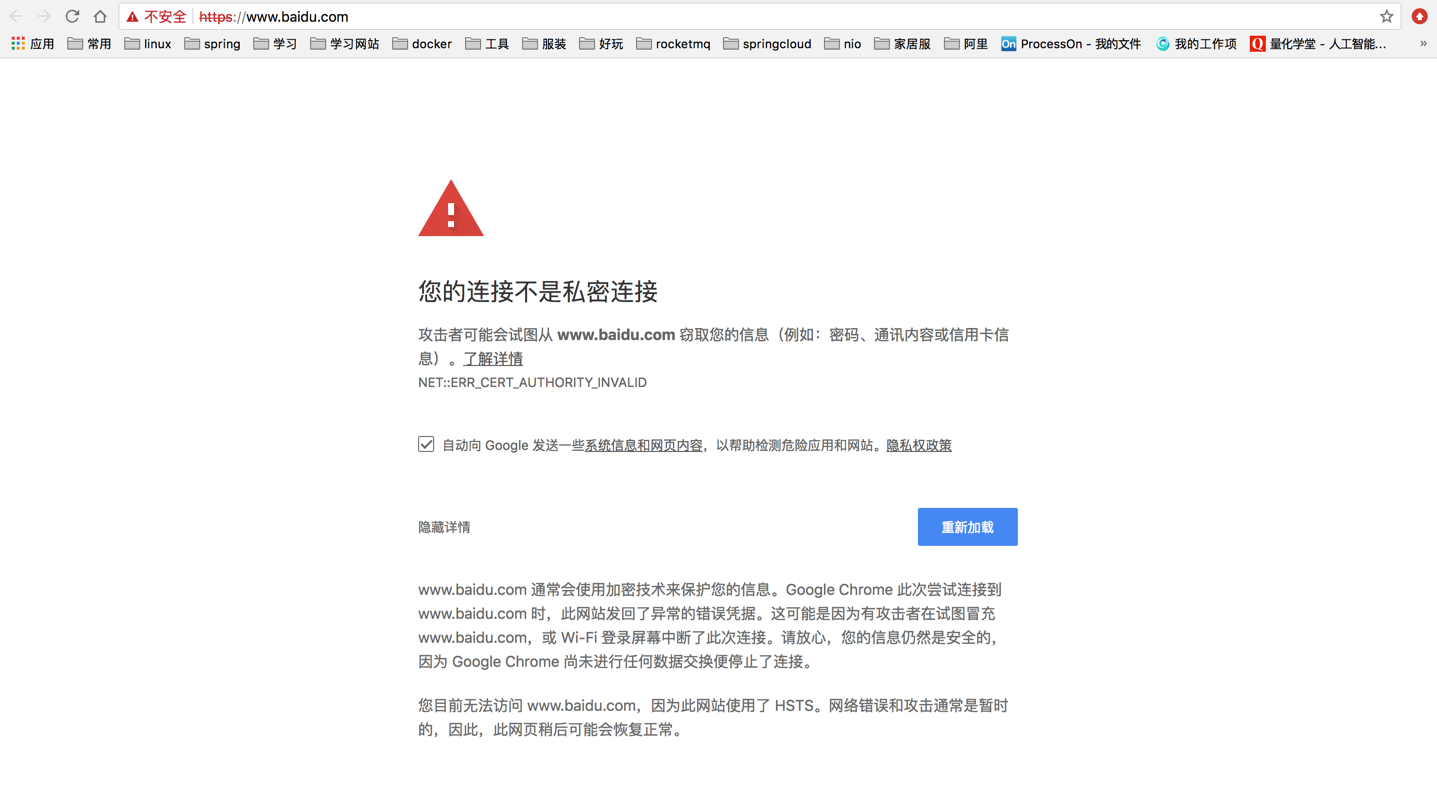 不安全 https://www.baidu.com
应用 常用 linux spring 学习 学习网站 docker 工具 服装 好玩 rocketmq springcloud nio 家居服 阿里 On ProcessOn - 我的文件 我的工作项 Q 量化学堂 - 人工智能... »
您的连接不是私密连接
攻击者可能会试图从 www.baidu.com 窃取您的信息（例如：密码、通讯内容或信用卡信
息）。了解详情
NET::ERR_CERT_AUTHORITY_INVALID
自动向 Google 发送一些系统信息和网页内容，以帮助检测危险应用和网站。隐私权政策
隐藏详情 重新加载
www.baidu.com 通常会使用加密技术来保护您的信息。Google Chrome 此次尝试连接到
www.baidu.com 时，此网站发回了异常的错误凭据。这可能是因为有攻击者在试图冒充
www.baidu.com，或 Wi-Fi 登录屏幕中断了此次连接。请放心，您的信息仍然是安全的，
因为 Google Chrome 尚未进行任何数据交换便停止了连接。
您目前无法访问 www.baidu.com，因为此网站使用了 HSTS。网络错误和攻击通常是暂时
的，因此，此网页稍后可能会恢复正常。